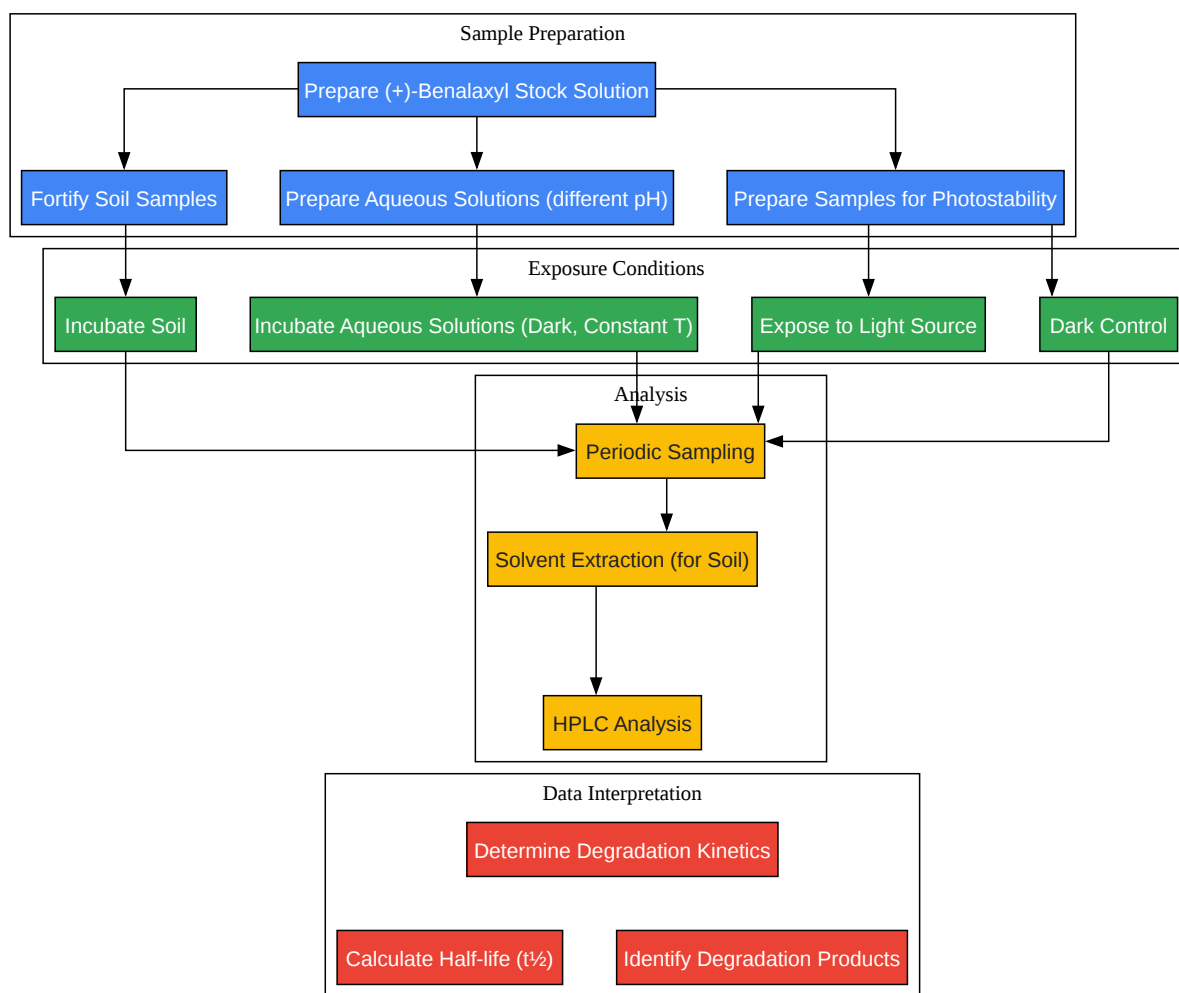 Sample Preparation
Prepare (+)-Benalaxyl Stock Solution
Fortify Soil Samples
Prepare Aqueous Solutions (different pH)
Prepare Samples for Photostability
Exposure Conditions
Incubate Soil
Incubate Aqueous Solutions (Dark, Constant T)
Expose to Light Source
Dark Control
Analysis
Periodic Sampling
Solvent Extraction (for Soil)
HPLC Analysis
Data Interpretation
Determine Degradation Kinetics
Calculate Half-life (t½)
Identify Degradation Products